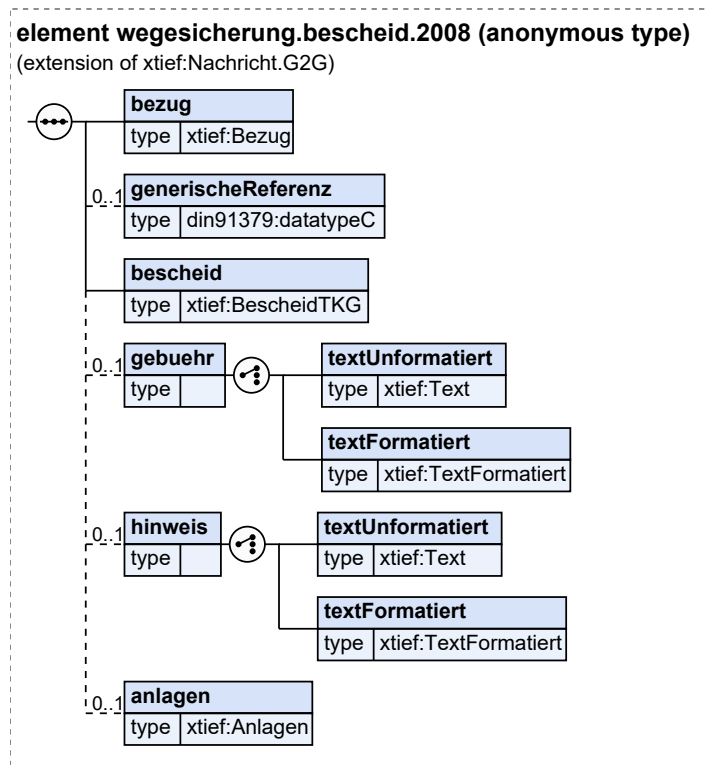 element wegesicherung.bescheid.2008 (anonymous type)
(extension of xtief:Nachricht.G2G)
bezug
type xtief:Bezug
0..1 generischeReferenz
type din91379:datatypeC
bescheid
type xtief:BescheidTKG
0..1 gebuehr
type
textUnformatiert
type xtief:Text
textFormatiert
type xtief:TextFormatiert
0..1 hinweis
type
textUnformatiert
type xtief:Text
textFormatiert
type xtief:TextFormatiert
0..1 anlagen
type xtief:Anlagen